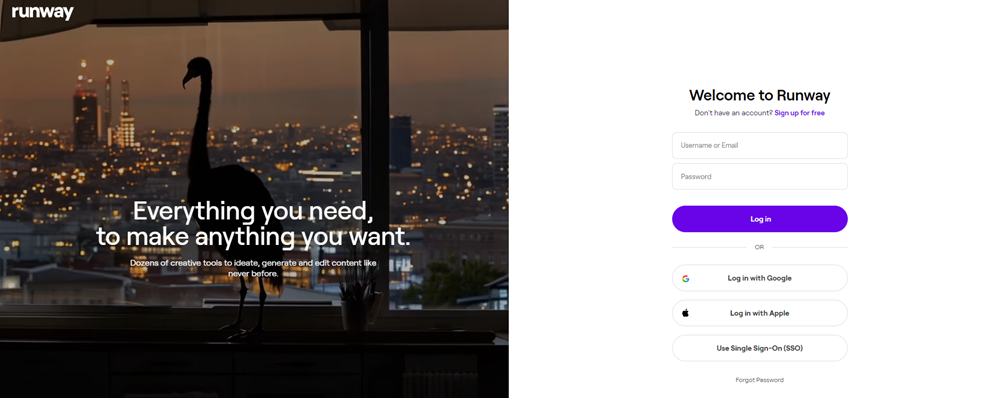 runway
Everything you need,
to make anything you want.
Dozens of creative tools to ideate, generate and edit content like
never before.
Welcome to Runway
Don't have an account? Sign up for free
Username or Email
Password
Log in
OR
Log in with Google
Log in with Apple
Use Single Sign-On (SSO)
Forgot Password